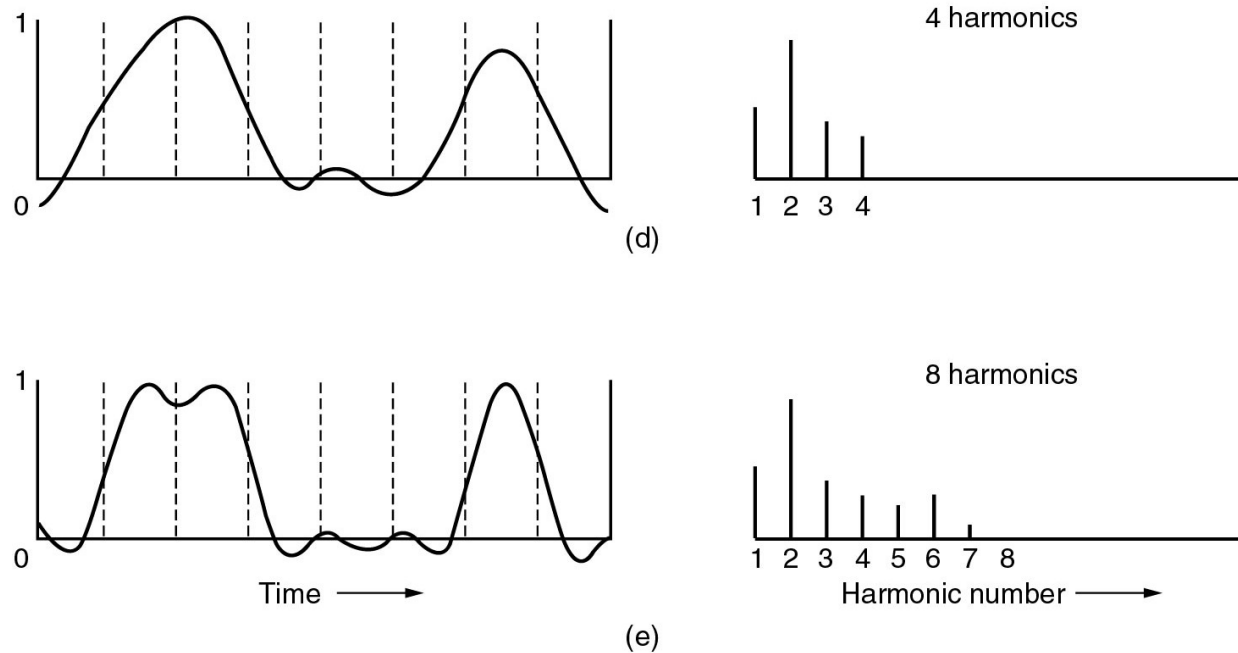 1
0
4 harmonics
1 2 3 4
(d)
1
0
Time
8 harmonics
1 2 3 4 5 6 7 8
Harmonic number
(e)